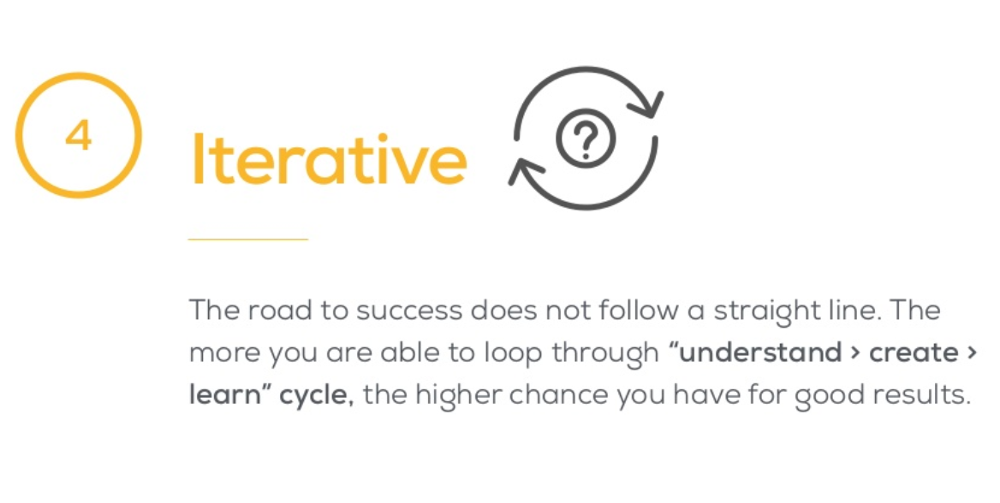 4
Iterative
?
The road to success does not follow a straight line. The
more you are able to loop through “understand > create >
learn” cycle, the higher chance you have for good results.